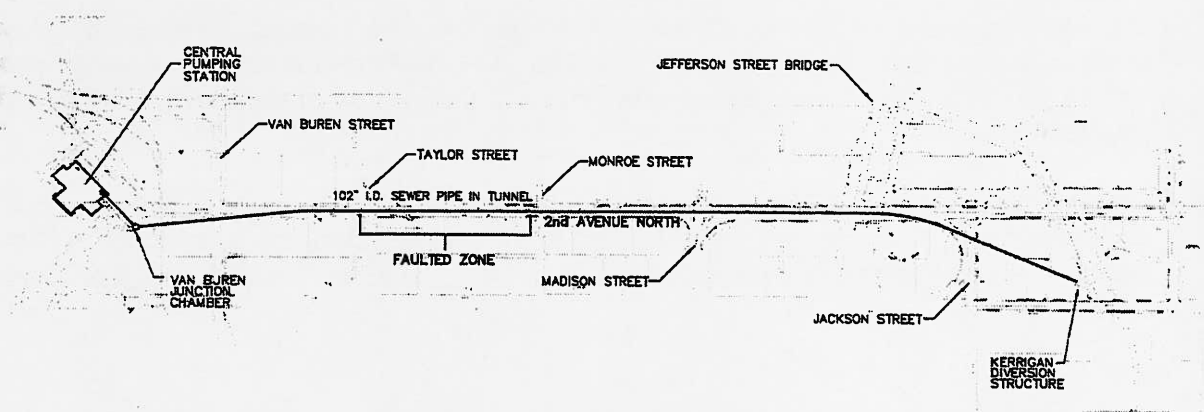 CENTRAL
PUMPING
STATION
JEFFERSON STREET BRIDGE
VAN BUREN STREET
TAYLOR STREET
MONROE STREET
102" I.D. SEWER PIPE IN TUNNEL
2nd AVENUE NORTH
FAULTED ZONE
MADISON STREET
VAN BUREN
JUNCTION
CHAMBER
JACKSON STREET
KERRIGAN
DIVERSION
STRUCTURE